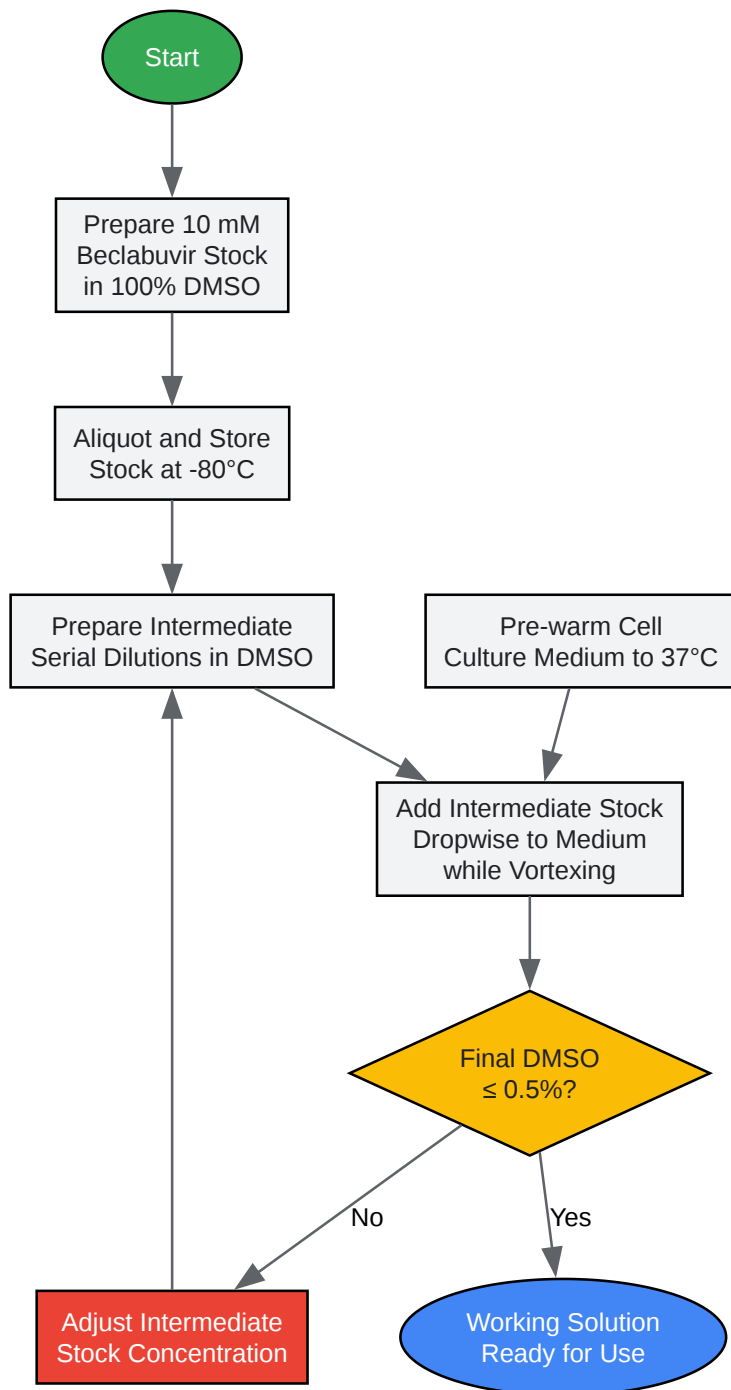 Start
Prepare 10 mM
Beclabuvir Stock
in 100% DMSO
Aliquot and Store
Stock at -80°C
Prepare Intermediate
Serial Dilutions in DMSO
Pre-warm Cell
Culture Medium to 37°C
Add Intermediate Stock
Dropwise to Medium
while Vortexing
Final DMSO
≤ 0.5%?
No
Yes
Adjust Intermediate
Stock Concentration
Working Solution
Ready for Use